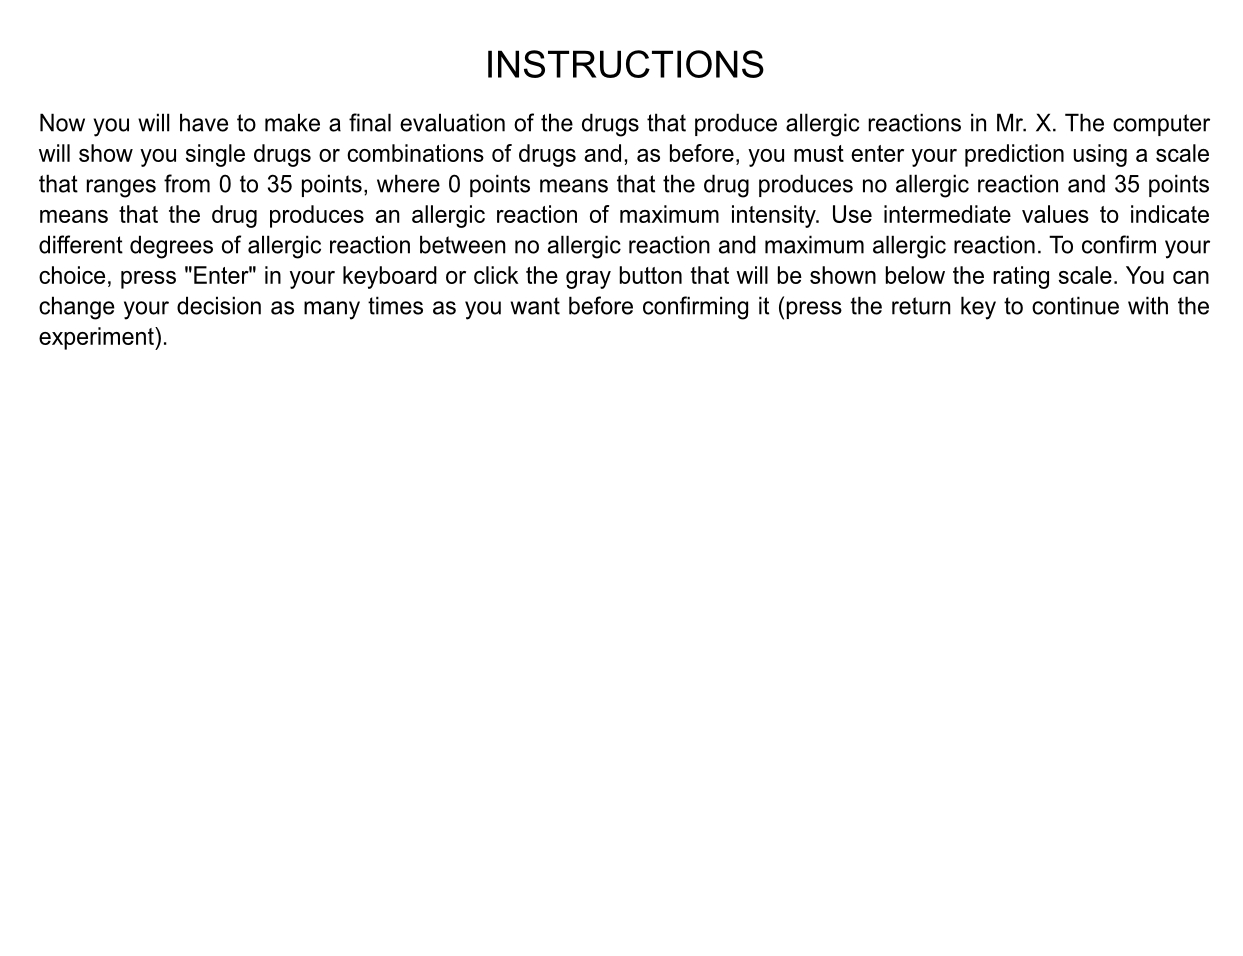 INSTRUCTIONS
Now you will have to make a final evaluation of the drugs that produce allergic reactions in Mr. X. The computer
will show you single drugs or combinations of drugs and, as before, you must enter your prediction using a scale
that ranges from 0 to 35 points, where 0 points means that the drug produces no allergic reaction and 35 points
means that the drug produces an allergic reaction of maximum intensity. Use intermediate values to indicate
different degrees of allergic reaction between no allergic reaction and maximum allergic reaction. To confirm your
choice, press "Enter" in your keyboard or click the gray button that will be shown below the rating scale. You can
change your decision as many times as you want before confirming it (press the return key to continue with the
experiment).